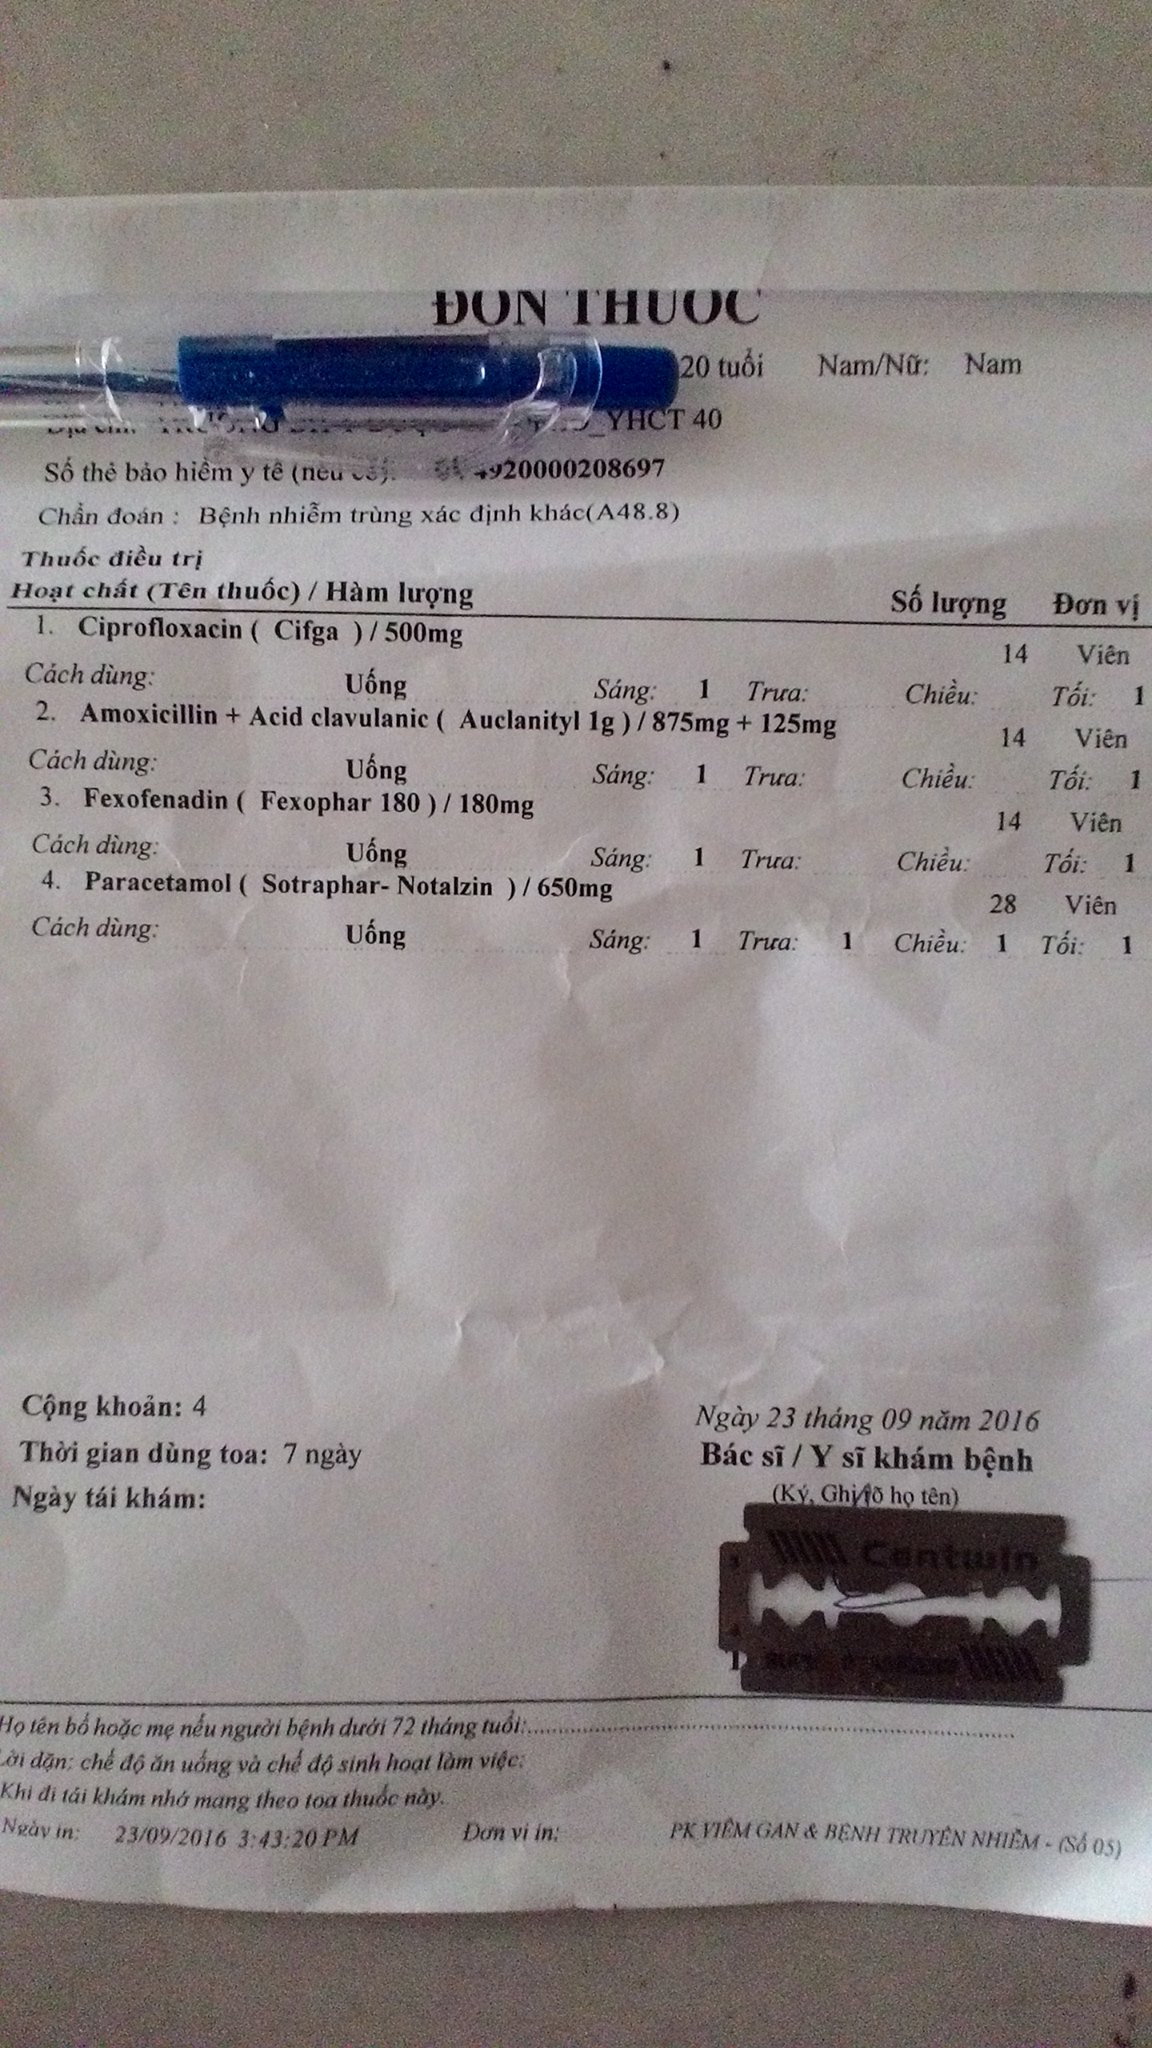 ĐƠN THUỐC
20 tuổi Nam/Nữ: Nam
YHCT 40
Số thẻ bảo hiểm y tế (nếu có): 4920000208697
Chẩn đoán : Bệnh nhiễm trùng xác định khác(A48.8)
Thuốc điều trị
Hoạt chất (Tên thuốc) / Hàm lượng Số lượng Đơn vị
1. Ciprofloxacin ( Cifga ) / 500mg 14 Viên
Cách dùng: Uống Sáng: 1 Trưa: Chiều: Tối: 1
2. Amoxicillin + Acid clavulanic ( Auclanityl 1g ) / 875mg + 125mg 14 Viên
Cách dùng: Uống Sáng: 1 Trưa: Chiều: Tối: 1
3. Fexofenadin ( Fexophar 180 ) / 180mg 14 Viên
Cách dùng: Uống Sáng: 1 Trưa: Chiều: Tối: 1
4. Paracetamol ( Sotraphar- Notalzin ) / 650mg 28 Viên
Cách dùng: Uống Sáng: 1 Trưa: 1 Chiều: 1 Tối: 1
Cộng khoản: 4
Thời gian dùng toa: 7 ngày
Ngày tái khám:
Ngày 23 tháng 09 năm 2016
Bác sĩ / Y sĩ khám bệnh
(Ký, Ghi rõ họ tên)
Centwin
Họ tên bố hoặc mẹ nếu người bệnh dưới 72 tháng tuổi:
Lời dặn: chế độ ăn uống và chế độ sinh hoạt làm việc:
Khi đi tái khám nhớ mang theo toa thuốc này.
Ngày in: 23/09/2016 3:43:20 PM Đơn vị in: PK VIÊM GAN & BỆNH TRUYỀN NHIỄM - (Số 05)